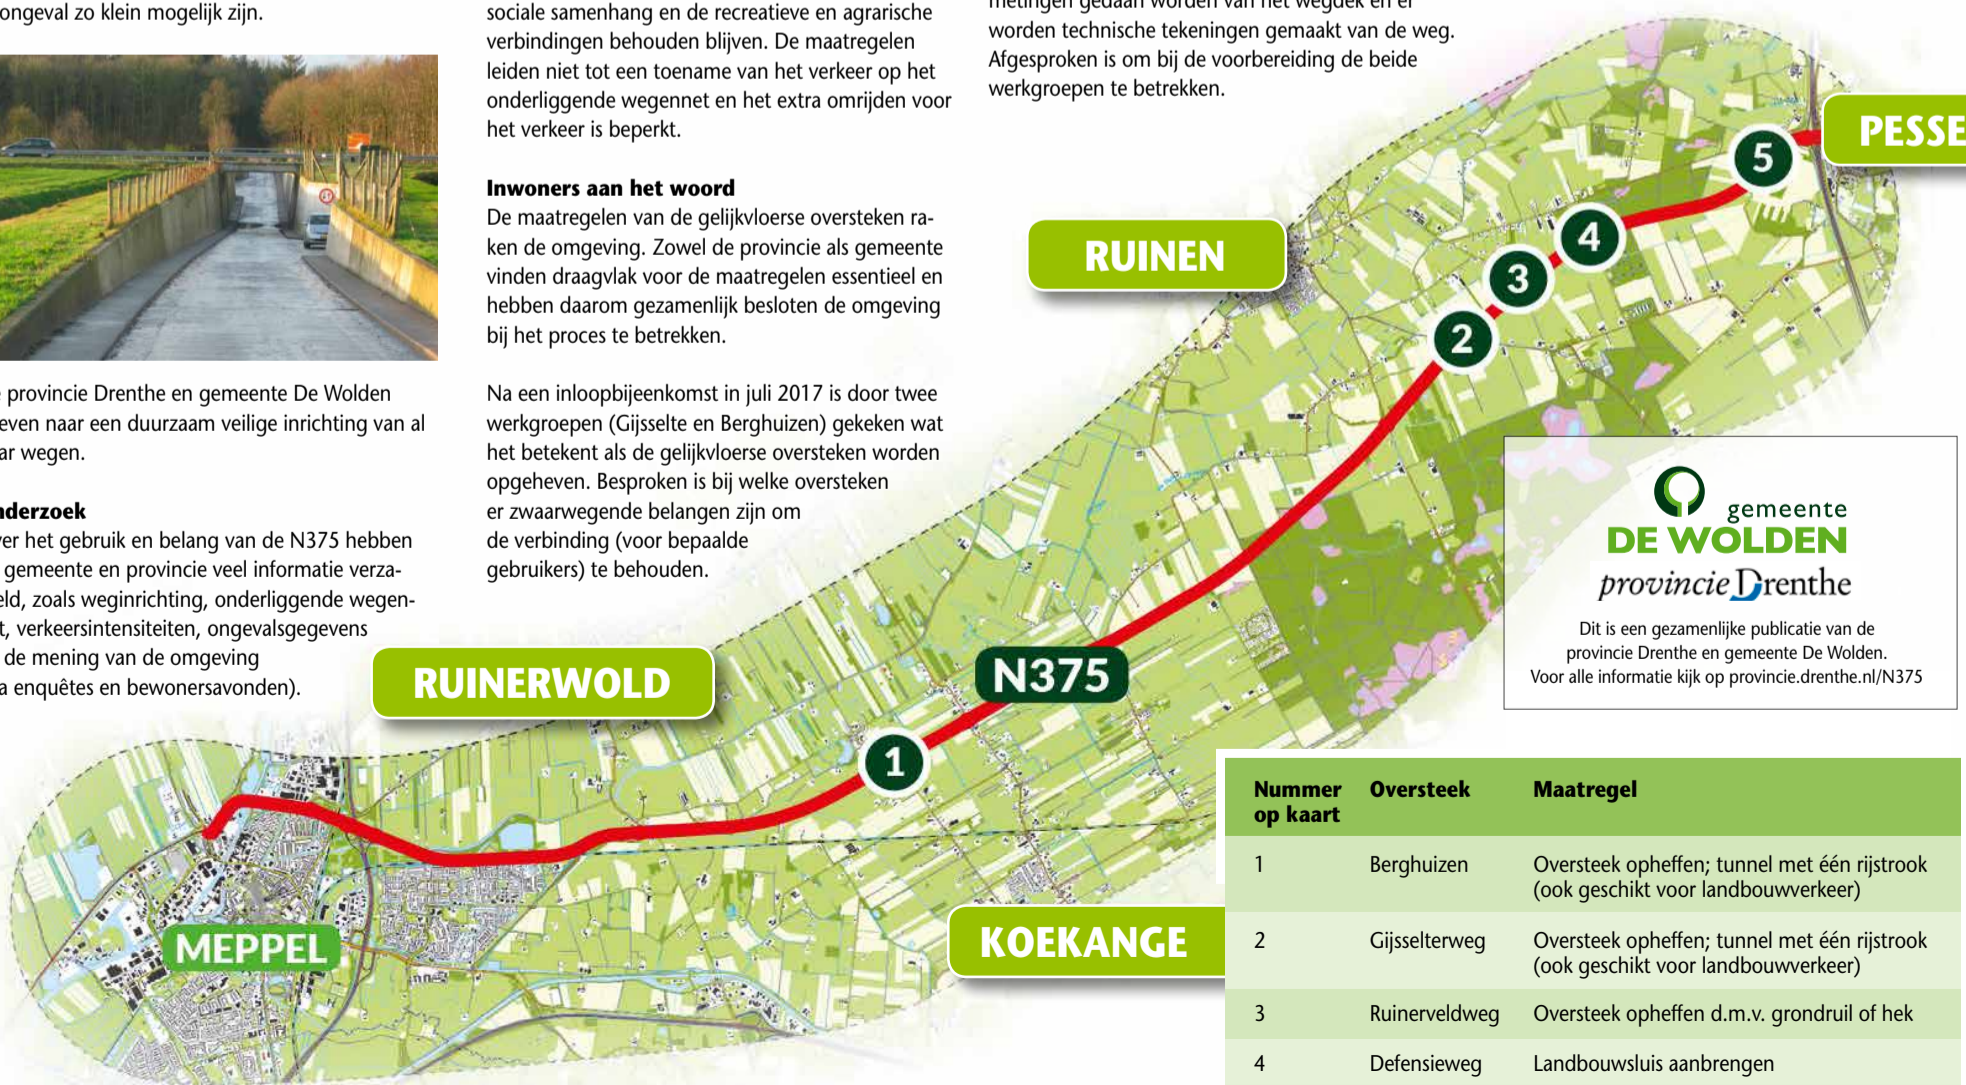 ongeval zo klein mogelijk zijn.
provincie Drenthe en gemeente De Wolden
even naar een duurzaam veilige inrichting van al
ar wegen.
nderzoek
er het gebruik en belang van de N375 hebben
gemeente en provincie veel informatie verza-
eld, zoals weginrichting, onderliggende wegen-
t, verkeersintensiteiten, ongevalsgegevens
de mening van de omgeving
a enquêtes en bewonersavonden).
sociale samenhang en de recreatieve en agrarische
verbindingen behouden blijven. De maatregelen
leiden niet tot een toename van het verkeer op het
onderliggende wegennet en het extra omrijden voor
het verkeer is beperkt.
Inwoners aan het woord
De maatregelen van de gelijkvloerse oversteken ra-
ken de omgeving. Zowel de provincie als gemeente
vinden draagvlak voor de maatregelen essentieel en
hebben daarom gezamenlijk besloten de omgeving
bij het proces te betrekken.
Na een inloopbijeenkomst in juli 2017 is door twee
werkgroepen (Gijsselte en Berghuizen) gekeken wat
het betekent als de gelijkvloerse oversteken worden
opgeheven. Besproken is bij welke oversteken
er zwaarwegende belangen zijn om
de verbinding (voor bepaalde
gebruikers) te behouden.
metingen gedaan worden van het wegdek en er
worden technische tekeningen gemaakt van de weg.
Afgesproken is om bij de voorbereiding de beide
werkgroepen te betrekken.
PESSE
5
4
RUINEN
3
2
RUINERWOLD
N375
1
MEPPEL
KOEKANGE
gemeente
DE WOLDEN
provincie Drenthe
Dit is een gezamenlijke publicatie van de
provincie Drenthe en gemeente De Wolden.
Voor alle informatie kijk op provincie.drenthe.nl/N375
Nummer op kaart Oversteek Maatregel
1 Berghuizen Oversteek opheffen; tunnel met één rijstrook
(ook geschikt voor landbouwverkeer)
2 Gijsselterweg Oversteek opheffen; tunnel met één rijstrook
(ook geschikt voor landbouwverkeer)
3 Ruinerveldweg Oversteek opheffen d.m.v. grondruil of hek
4 Defensieweg Landbouwsluis aanbrengen